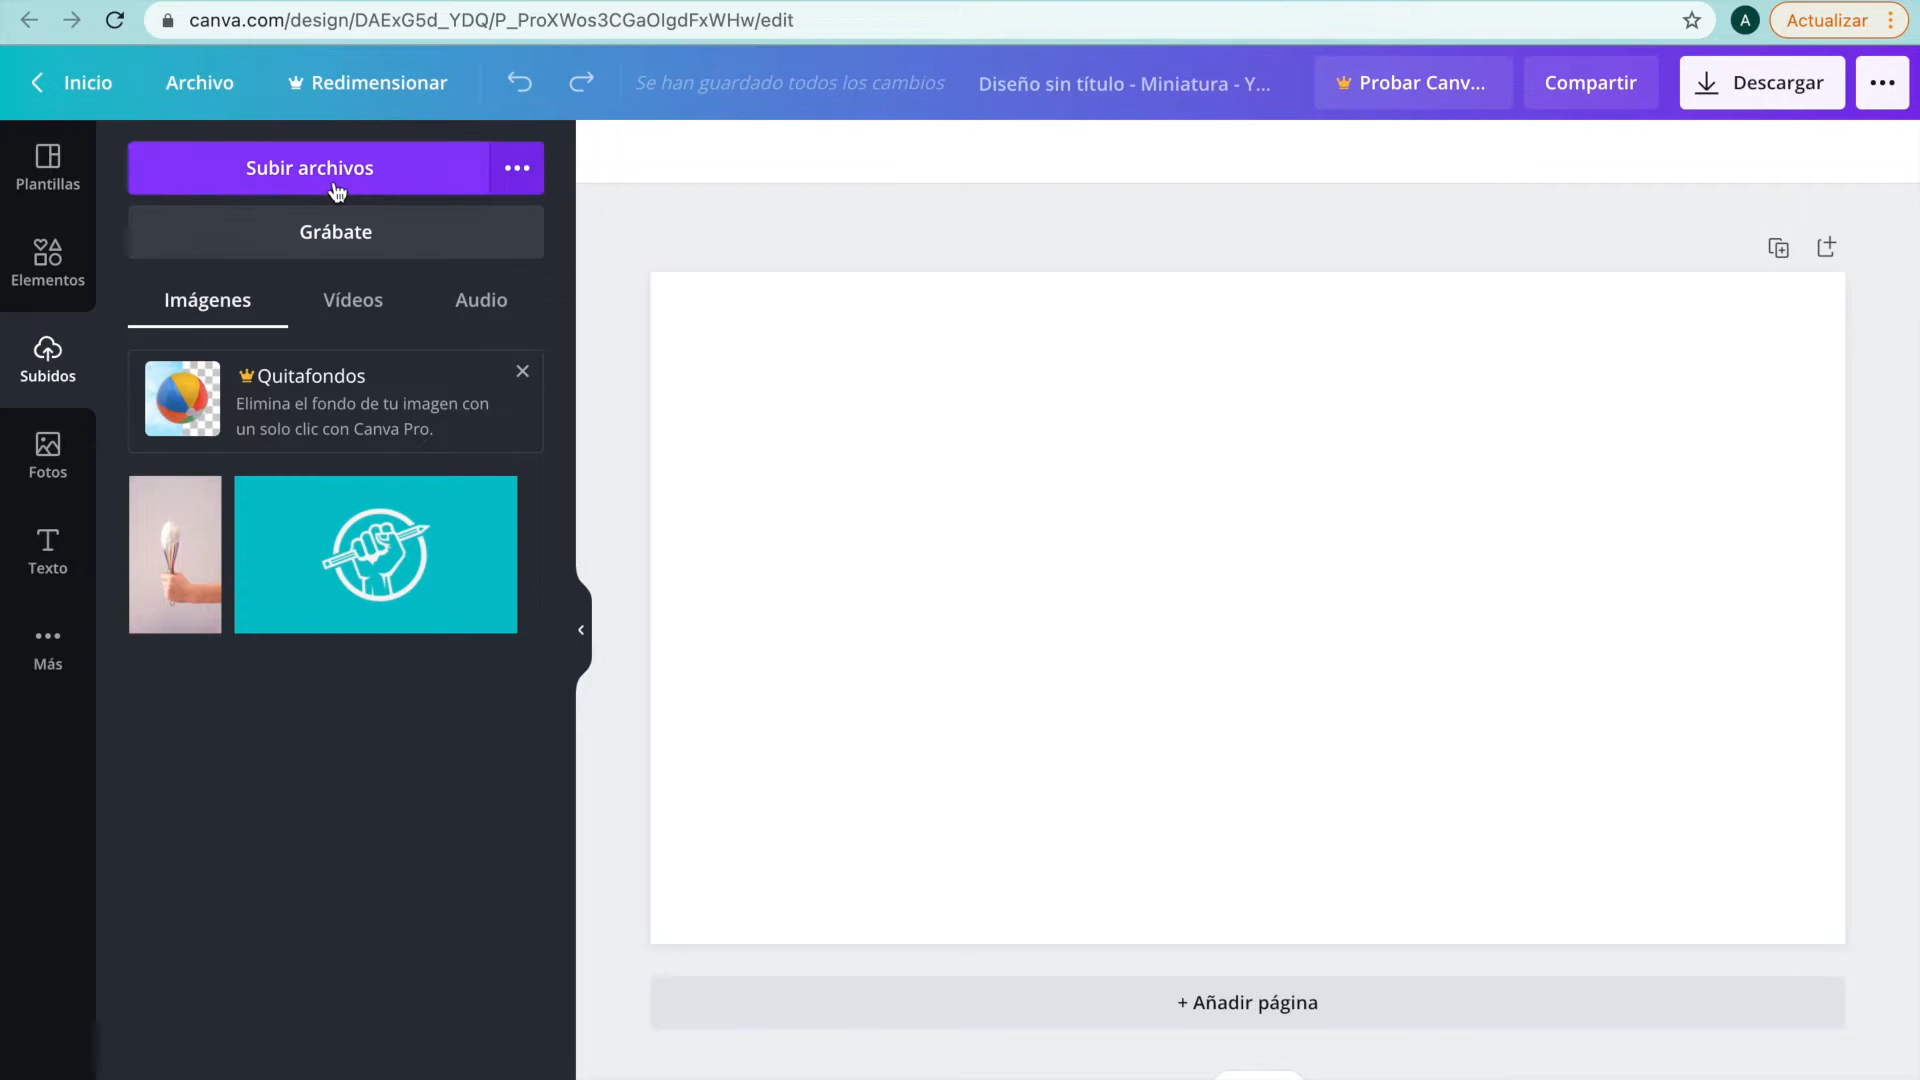 canva.com/design/DAExG5d_YDQ/P_ProXWos3CGaOlgdFxWHw/edit
A
Actualizar
Inicio
Archivo
Redimensionar
Se han guardado todos los cambios
Diseño sin título - Miniatura - Y...
Probar Canv...
Compartir
Descargar
Plantillas
Elementos
Subidos
Fotos
Texto
Más
Subir archivos
Grábate
Imágenes
Vídeos
Audio
Quitafondos
Elimina el fondo de tu imagen con
un solo clic con Canva Pro.
+ Añadir página